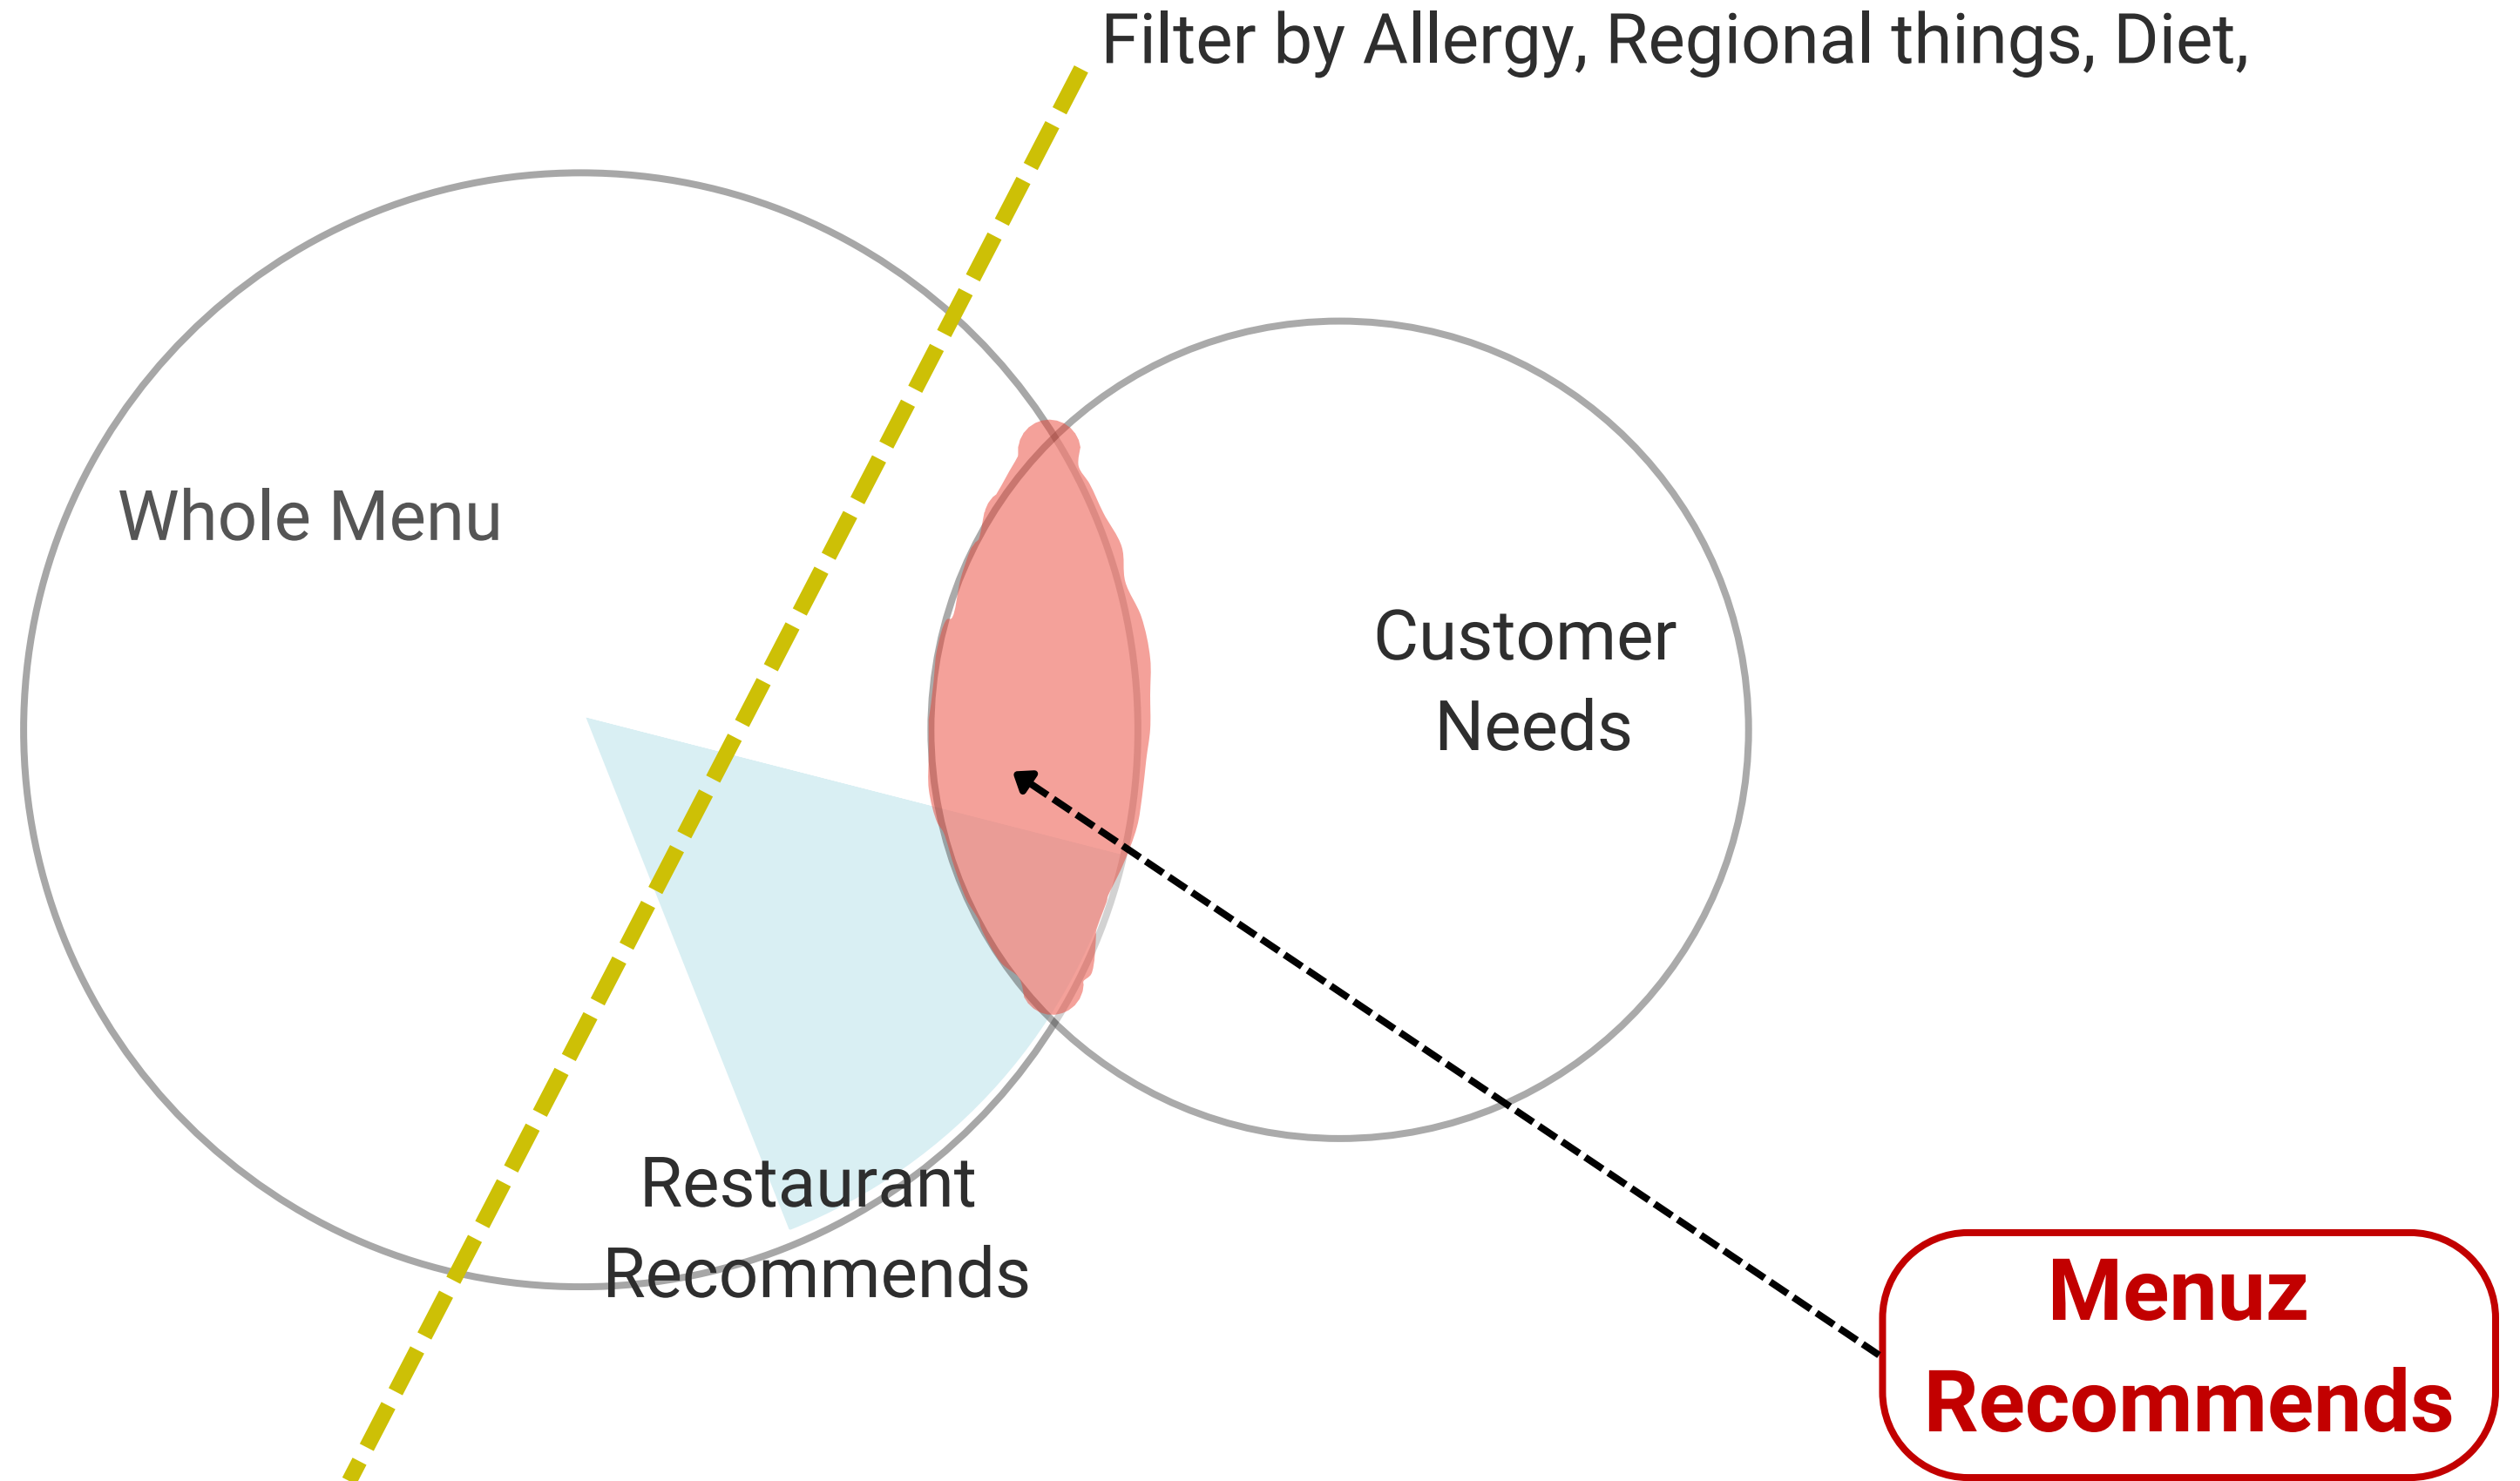 Filter by Allergy, Regional things, Diet,
Whole Menu
Customer
Needs
Restaurant
Recommends
Menuz
Recommends